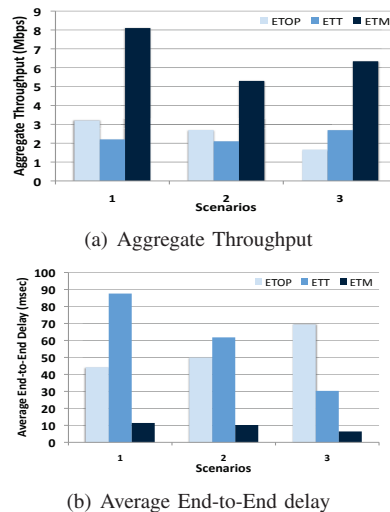 9
8
7
6
5
4
3
2
1
0
Aggregate Throughput (Mbps)
ETOP ETT ETM
1 2 3
Scenarios
(a) Aggregate Throughput
100
90
80
70
60
50
40
30
20
10
0
Average End-to-End Delay (msec)
ETOP ETT ETM
1 2 3
Scenarios
(b) Average End-to-End delay